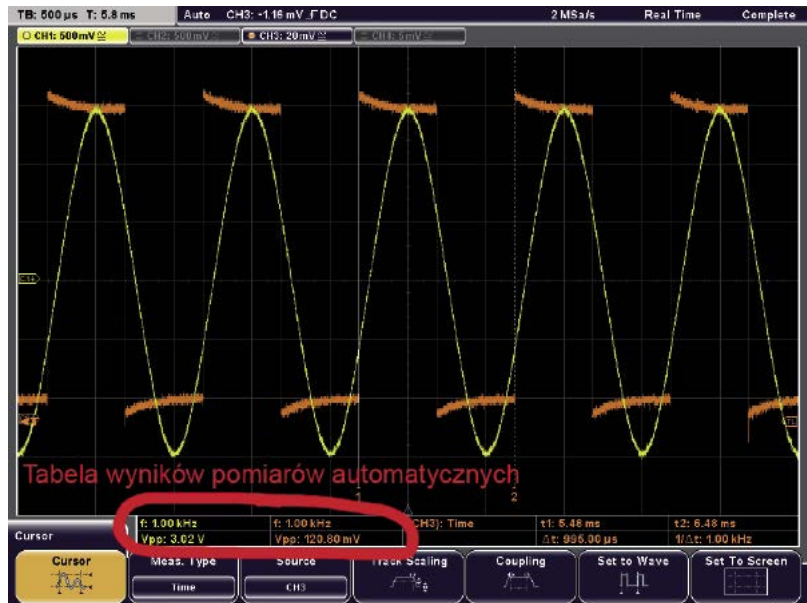 TB: 500 µs T: 5.8 ms Auto CH3: -1.16 mV DC 2 MSa/s Real Time Complete
CH1: 500mV CH2: 500mV CH3: 20mV CH4: 5mV
CH1
TL
Tabela wyników pomiarów automatycznych
1 2
f: 1.00 kHz f: 1.00 kHz (CH3): Time t1: 5.48 ms t2: 6.48 ms
Vpp: 3.02 V Vpp: 120.80 mV Δt: 995.00 µs 1/Δt: 1.00 kHz
Cursor
Cursor Meas. Type Source Track Scaling Coupling Set to Wave Set To Screen
Time CH3